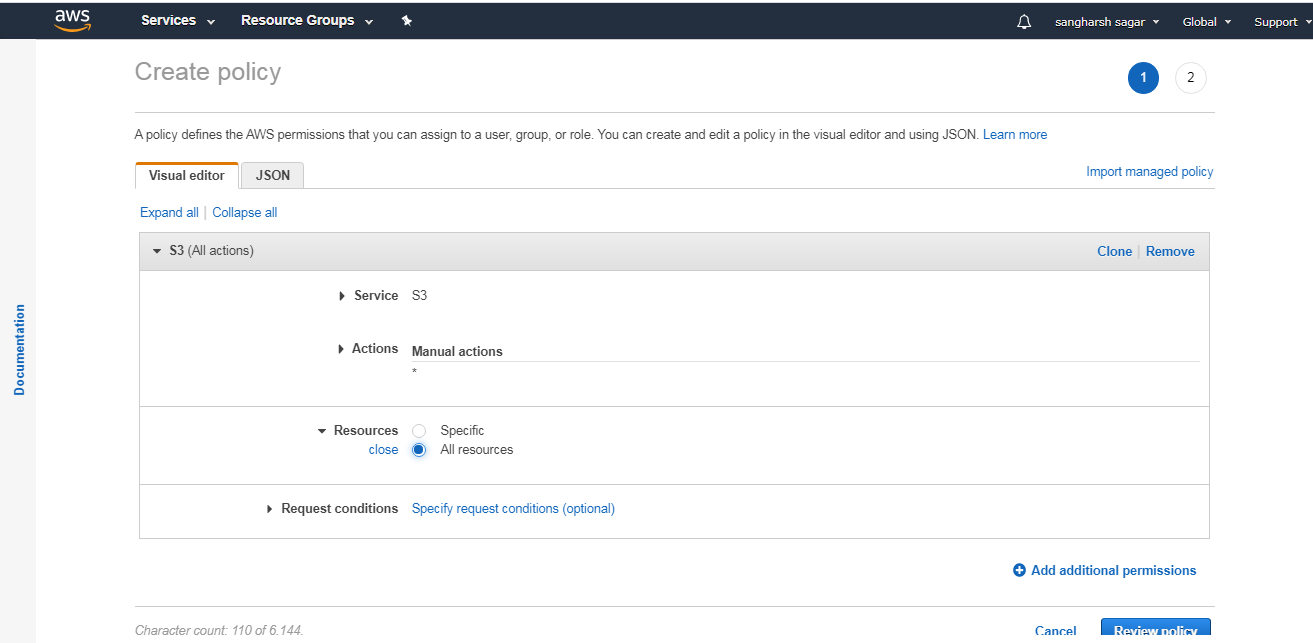 aws Services Resource Groups sangharsh sagar Global Support
Create policy 1 2
A policy defines the AWS permissions that you can assign to a user, group, or role. You can create and edit a policy in the visual editor and using JSON. Learn more
Visual editor JSON Import managed policy
Expand all | Collapse all
S3 (All actions) Clone | Remove
Service S3
Actions Manual actions
*
Resources Specific
close All resources
Request conditions Specify request conditions (optional)
Add additional permissions
Documentation
Character count: 110 of 6,144.
Cancel Review policy